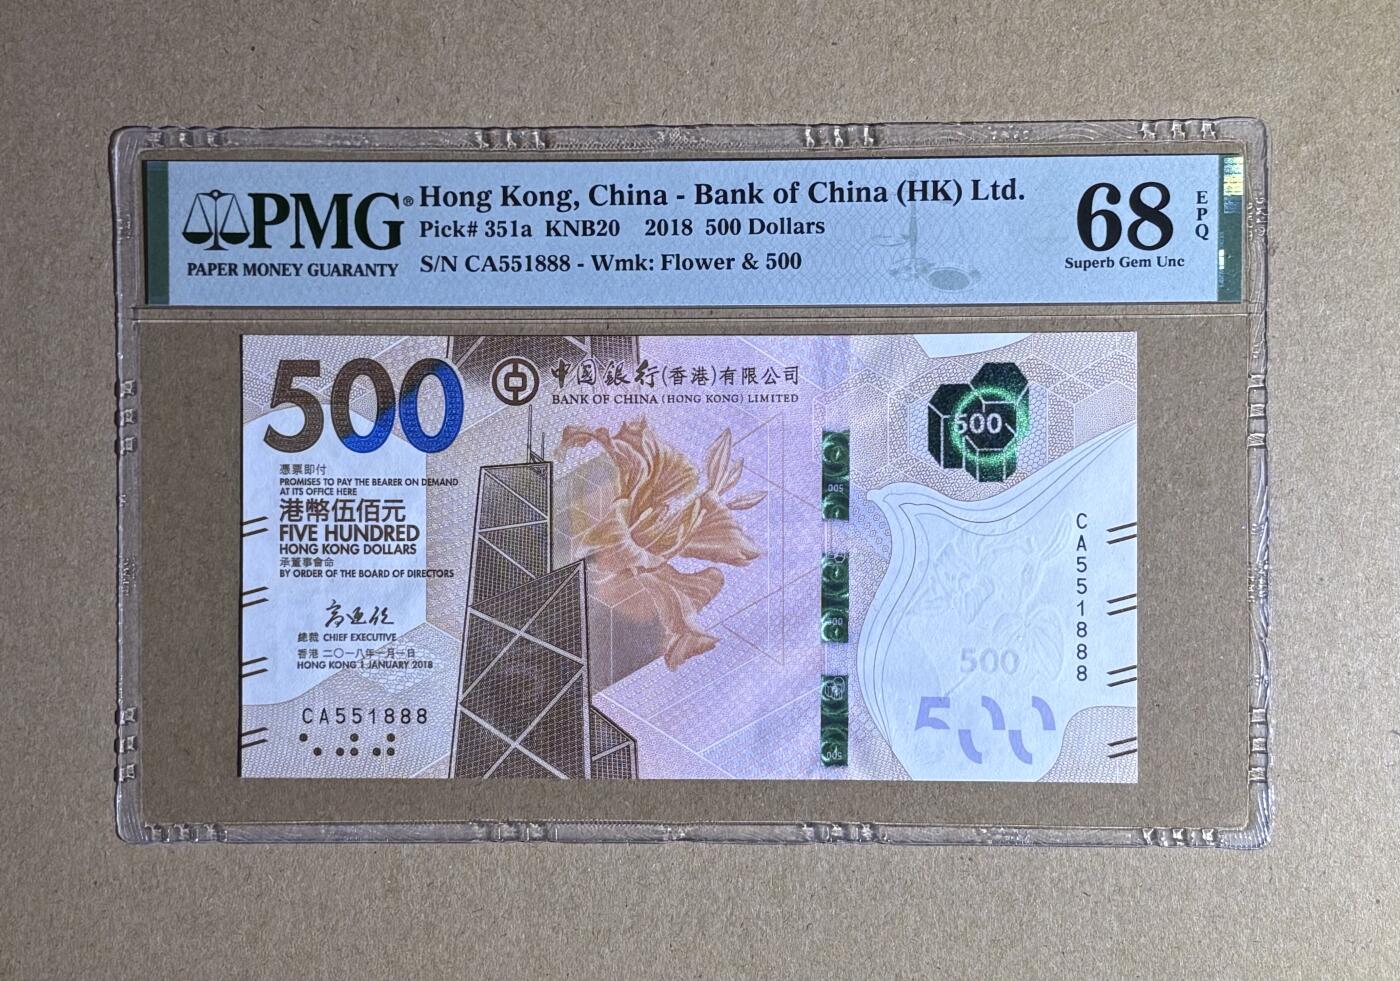 PMG®
PAPER MONEY GUARANTY
Hong Kong, China - Bank of China (HK) Ltd.
Pick# 351a KNB20 2018 500 Dollars
S/N CA551888 - Wmk: Flower & 500
68
EPQ
Superb Gem Unc
500
中國銀行(香港)有限公司
BANK OF CHINA (HONG KONG) LIMITED
憑票即付
PROMISES TO PAY THE BEARER ON DEMAND
AT ITS OFFICE HERE
港幣伍佰元
FIVE HUNDRED
HONG KONG DOLLARS
承董事會命
BY ORDER OF THE BOARD OF DIRECTORS
總裁 CHIEF EXECUTIVE
香港 二〇一八年一月一日
HONG KONG 1 JANUARY 2018
CA551888
500
500
CA551888
500
500